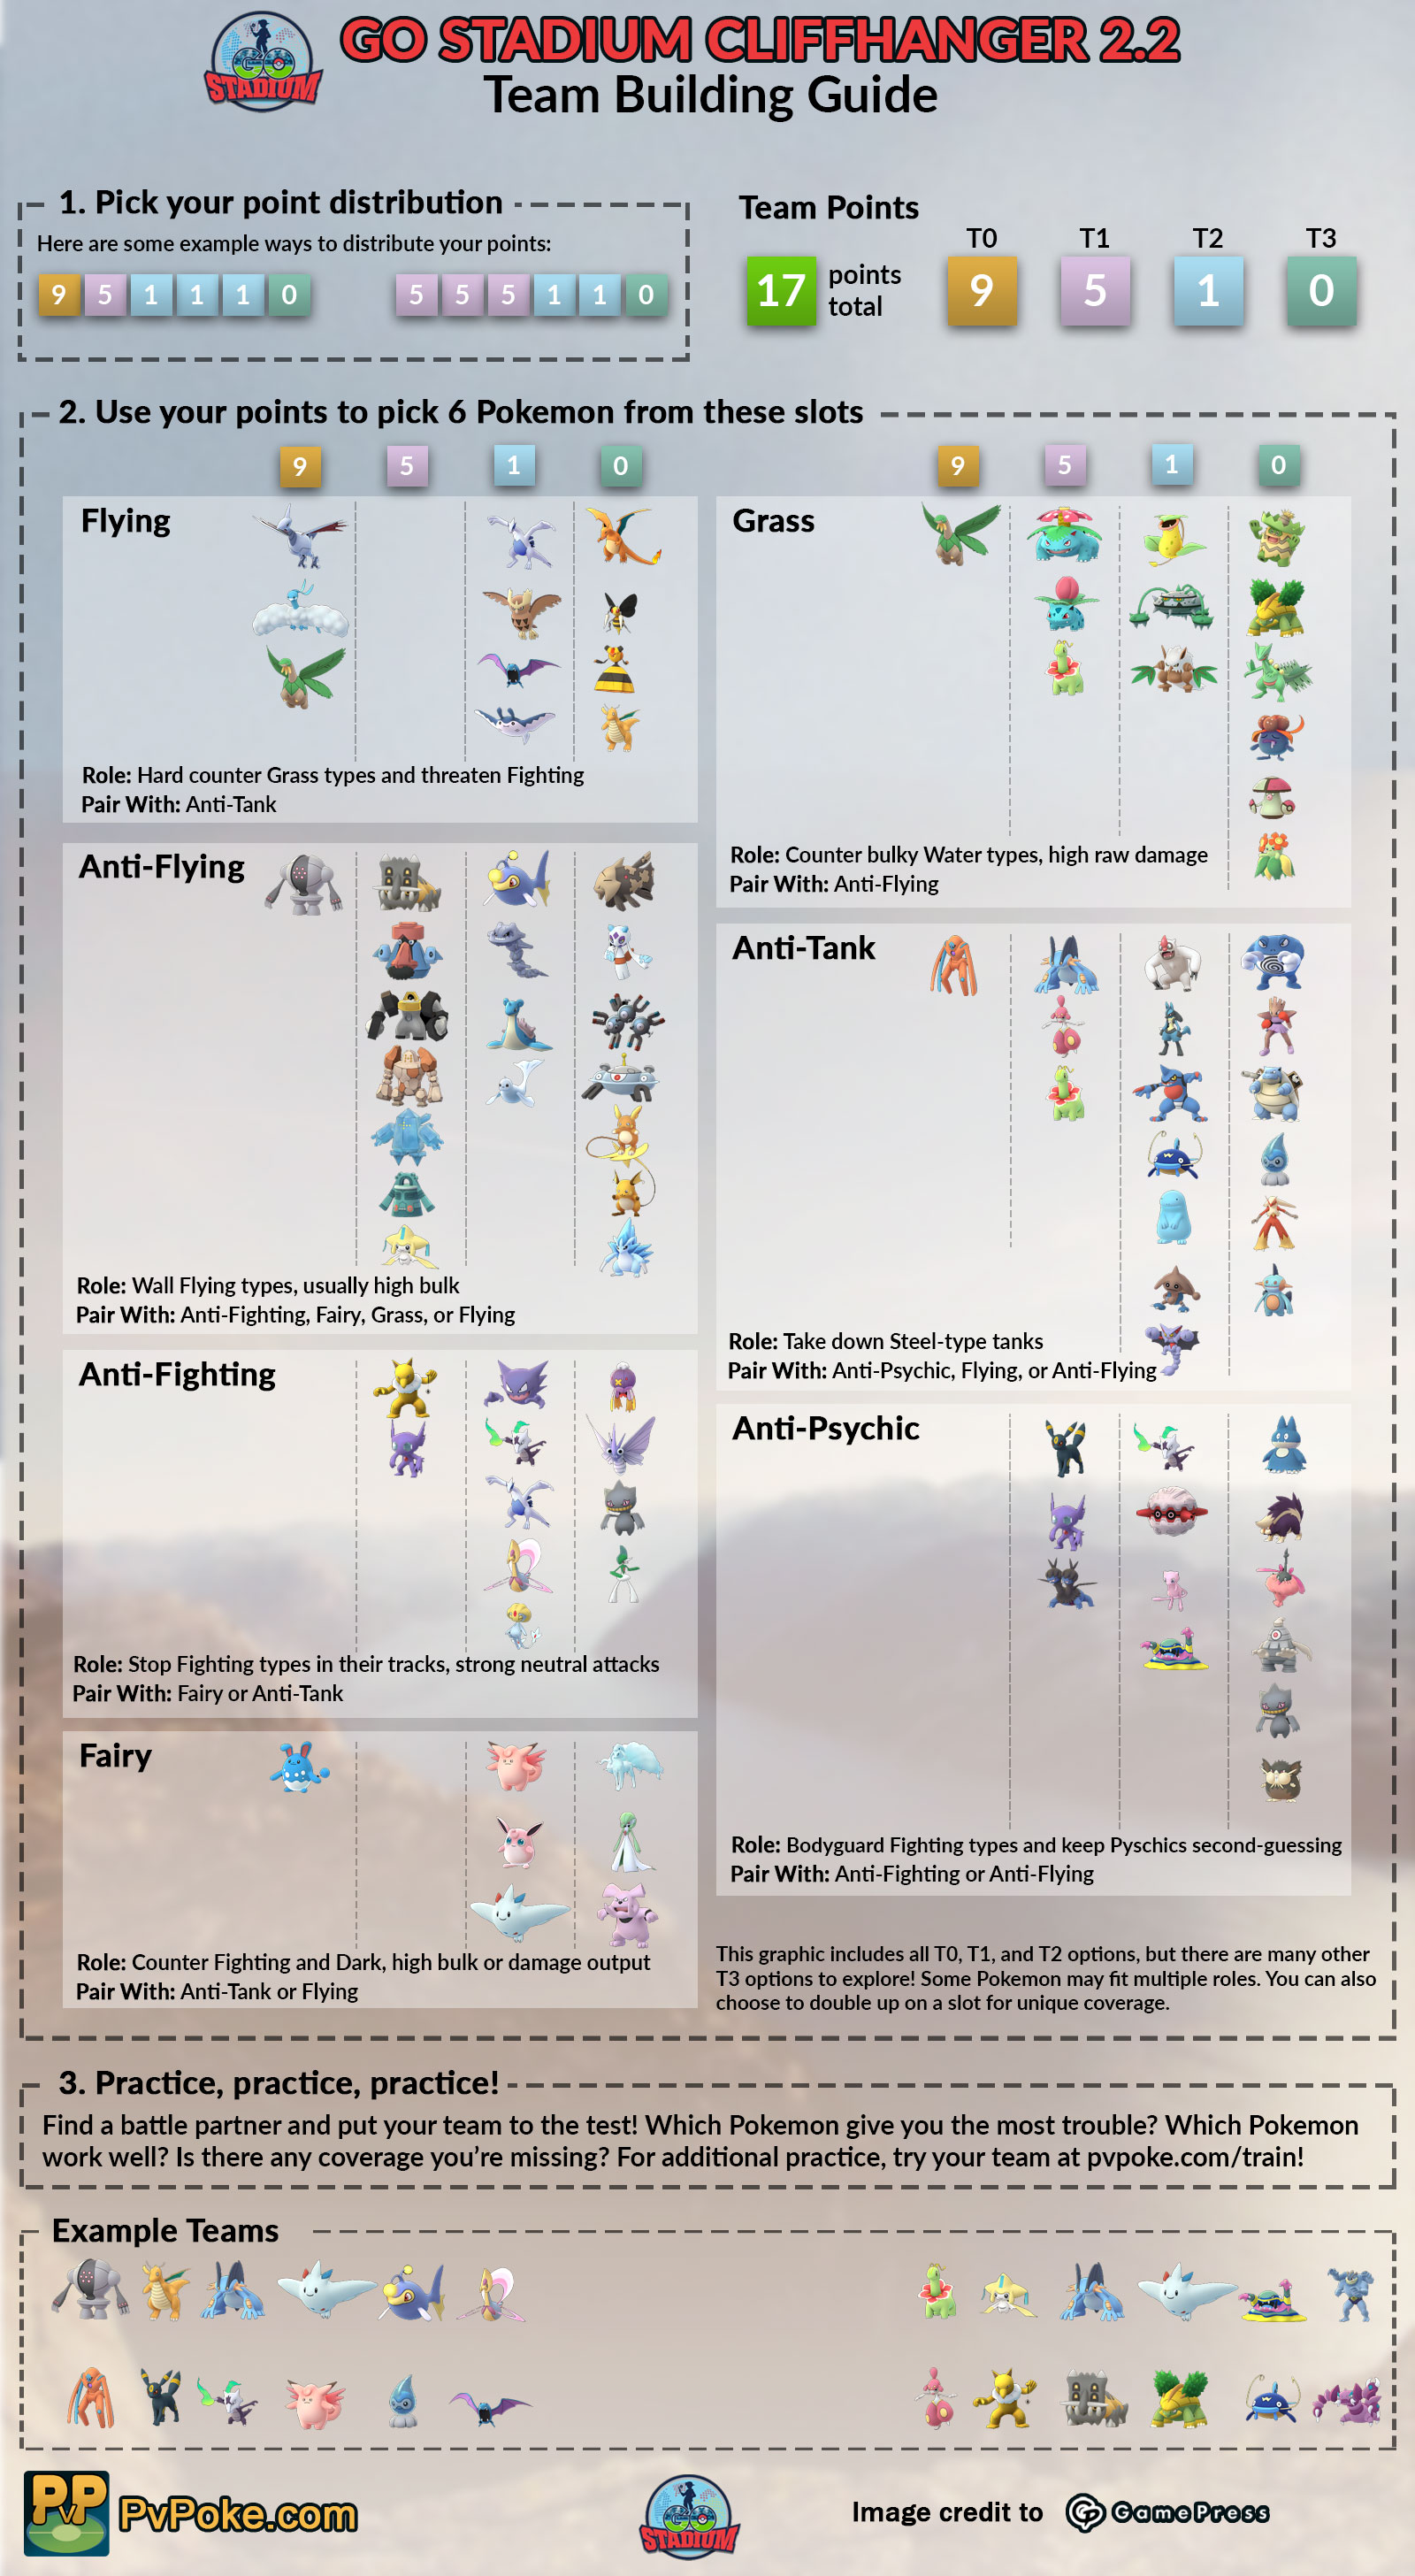 GO STADIUM
GO STADIUM CLIFFHANGER 2.2
Team Building Guide
1. Pick your point distribution
Here are some example ways to distribute your points:
9 5 1 1 1 0
5 5 5 1 1 0
Team Points
17 points total
T0 T1 T2 T3
9 5 1 0
2. Use your points to pick 6 Pokemon from these slots
9 5 1 0
9 5 1 0
Flying
Role: Hard counter Grass types and threaten Fighting
Pair With: Anti-Tank
Grass
Role: Counter bulky Water types, high raw damage
Pair With: Anti-Flying
Anti-Flying
Role: Wall Flying types, usually high bulk
Pair With: Anti-Fighting, Fairy, Grass, or Flying
Anti-Tank
Role: Take down Steel-type tanks
Pair With: Anti-Psychic, Flying, or Anti-Flying
Anti-Fighting
Role: Stop Fighting types in their tracks, strong neutral attacks
Pair With: Fairy or Anti-Tank
Anti-Psychic
Role: Bodyguard Fighting types and keep Pyschics second-guessing
Pair With: Anti-Fighting or Anti-Flying
Fairy
Role: Counter Fighting and Dark, high bulk or damage output
Pair With: Anti-Tank or Flying
This graphic includes all T0, T1, and T2 options, but there are many other
T3 options to explore! Some Pokemon may fit multiple roles. You can also
choose to double up on a slot for unique coverage.
3. Practice, practice, practice!
Find a battle partner and put your team to the test! Which Pokemon give you the most trouble? Which Pokemon
work well? Is there any coverage you're missing? For additional practice, try your team at pvpoke.com/train!
Example Teams
PvP
PvPoke.com
GO STADIUM
Image credit to
GamePress